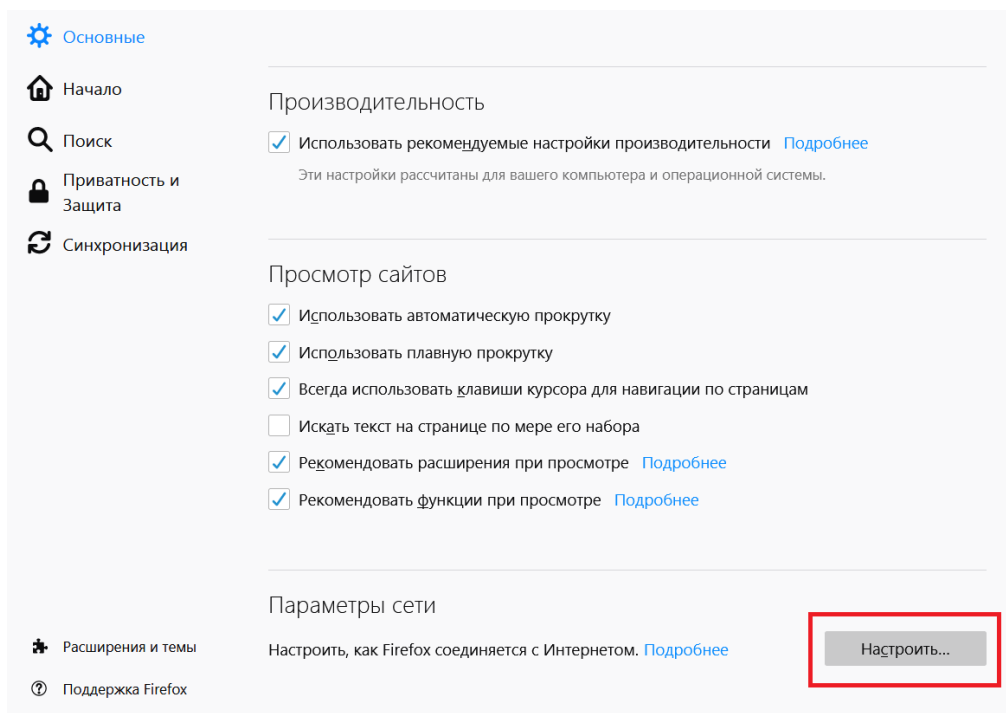 Основные
Начало
Поиск
Приватность и
Защита
Синхронизация
Расширения и темы
Поддержка Firefox
Производительность
Использовать рекомендуемые настройки производительности Подробнее
Эти настройки рассчитаны для вашего компьютера и операционной системы.
Просмотр сайтов
Использовать автоматическую прокрутку
Использовать плавную прокрутку
Всегда использовать клавиши курсора для навигации по страницам
Искать текст на странице по мере его набора
Рекомендовать расширения при просмотре Подробнее
Рекомендовать функции при просмотре Подробнее
Параметры сети
Настроить, как Firefox соединяется с Интернетом. Подробнее
Настроить...